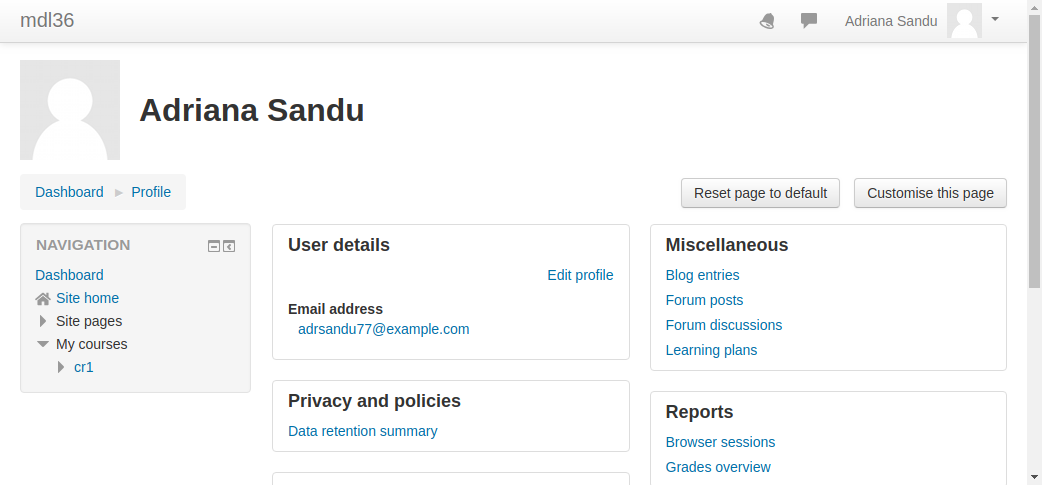 mdl36
Adriana Sandu
Adriana Sandu
Dashboard
Profile
Reset page to default
Customise this page
NAVIGATION
Dashboard
Site home
Site pages
My courses
cr1
User details
Edit profile
Email address
adrsandu77@example.com
Privacy and policies
Data retention summary
Miscellaneous
Blog entries
Forum posts
Forum discussions
Learning plans
Reports
Browser sessions
Grades overview